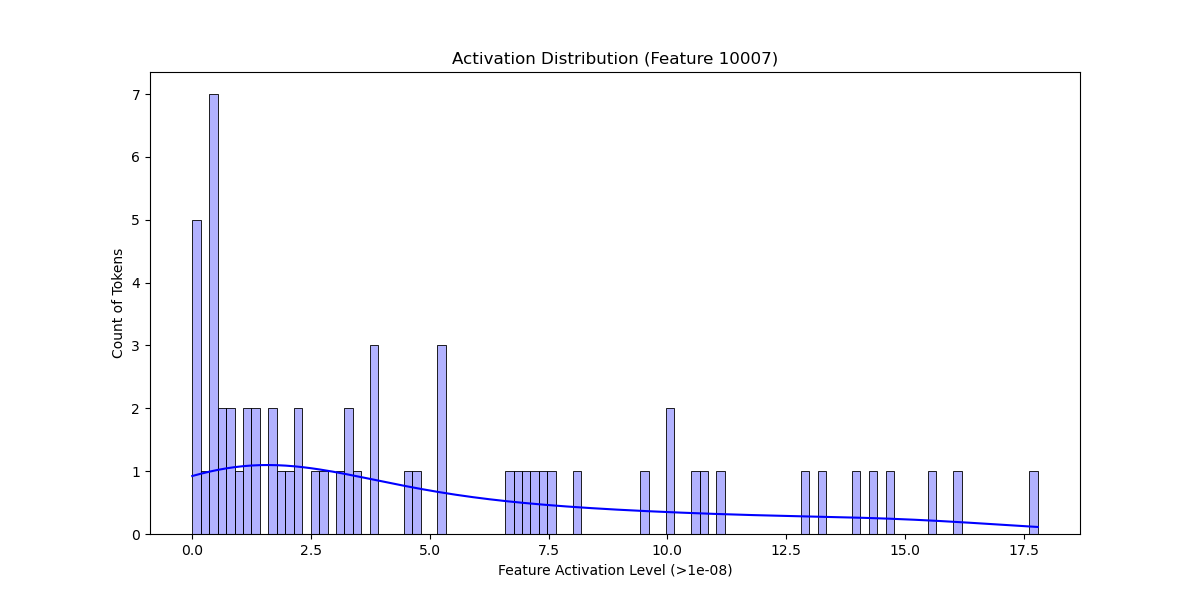 Activation Distribution (Feature 10007)
Count of Tokens
7
6
5
4
3
2
1
0
0.0 2.5 5.0 7.5 10.0 12.5 15.0 17.5
Feature Activation Level (>1e-08)